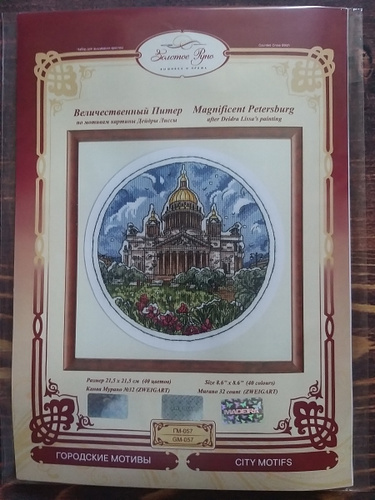 Золотое Руно
Величественный Питер
по мотивам картины Дейдры Лиссы
Magnificent Petersburg
after Deidra Lissa's painting
Размер 21,5 x 21,5 см (40 цветов)
Канва Мурано №32 (ZWEIGART)
Size 8.6" x 8.6" (40 colours)
Murano 32 count (ZWEIGART)
MADEIRA
ГМ-057
GM-057
ГОРОДСКИЕ МОТИВЫ
CITY MOTIFS